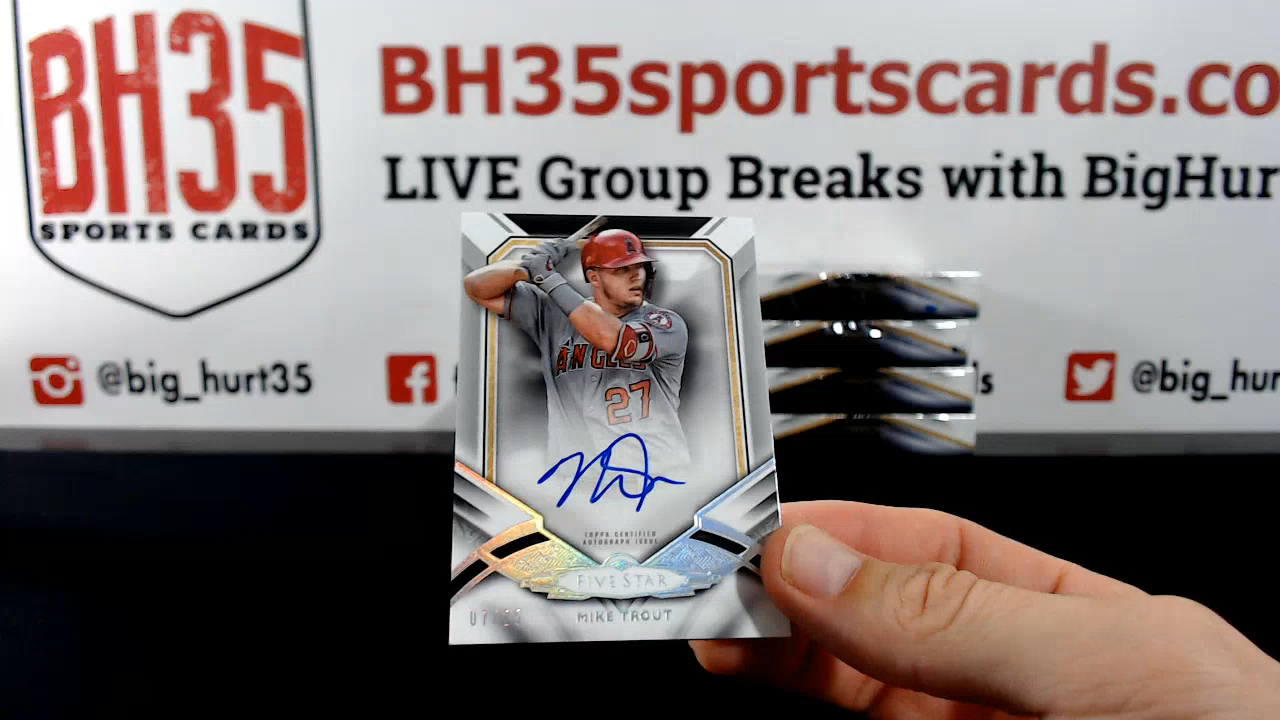 BH35
SPORTS CARDS
BH35sportscards.co
LIVE Group Breaks with BigHur
@big_hurt35
@big_hur
ANGELS
27
TOPPS CERTIFIED
AUTOGRAPH ISSUE
FIVE STAR
MIKE TROUT